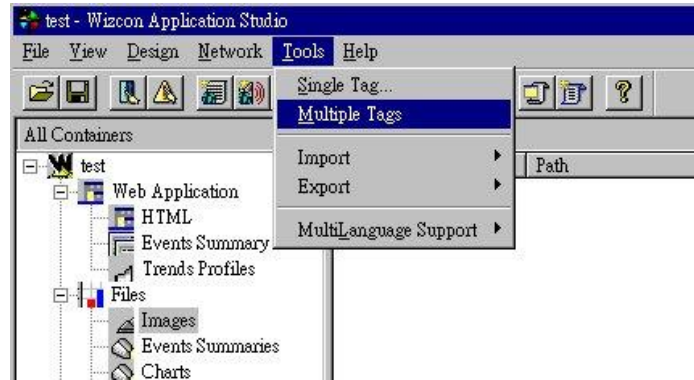 test - Wizcon Application Studio
File View Design Network Tools Help
Single Tag...
Multiple Tags
Import
Export
MultiLanguage Support
All Containers
Path
test
Web Application
HTML
Events Summary
Trends Profiles
Files
Images
Events Summaries
Charts